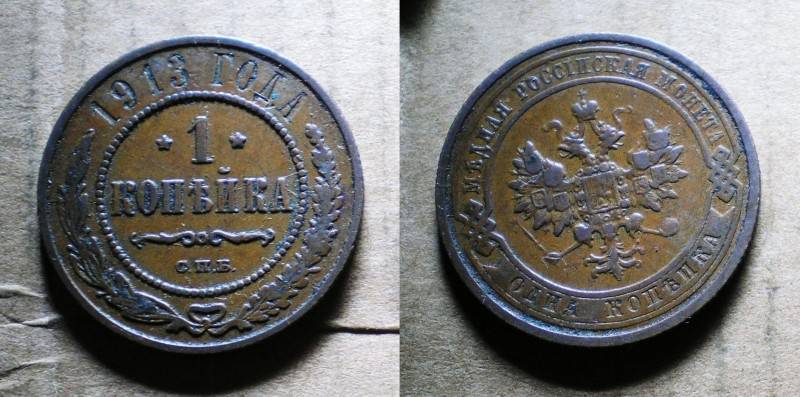 1913 ГОДА
* 1 *
КОПѢЙКА
С.П.Б.
МѢДНАЯ РОССІЙСКАЯ МОНЕТА
ОДНА КОПѢЙКА